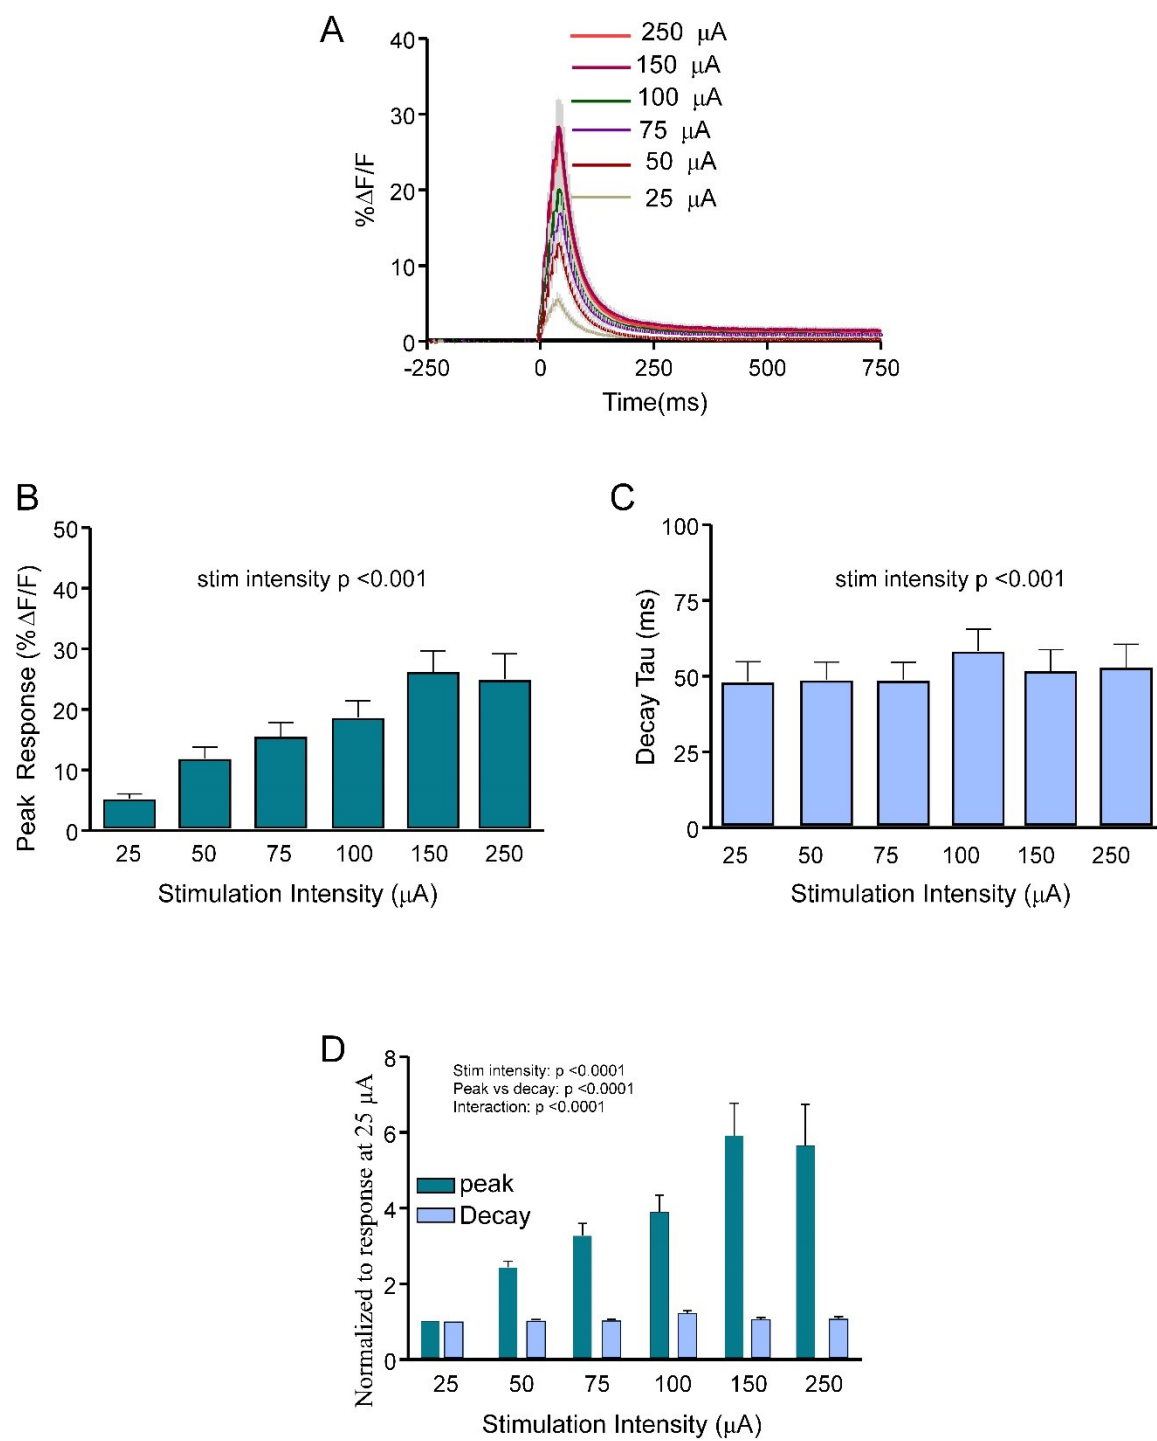 A
40
30
20
10
0
%ΔF/F
250 μA
150 μA
100 μA
75 μA
50 μA
25 μA
-250 0 250 500 750
Time(ms)
B
50
40
30
20
10
0
Peak Response (%ΔF/F)
stim intensity p <0.001
25 50 75 100 150 250
Stimulation Intensity (μA)
C
100
75
50
25
0
Decay Tau (ms)
stim intensity p <0.001
25 50 75 100 150 250
Stimulation Intensity (μA)
D
8
6
4
2
0
Normalized to response at 25 μA
Stim intensity: p <0.0001
Peak vs decay: p <0.0001
Interaction: p <0.0001
peak
Decay
25 50 75 100 150 250
Stimulation Intensity (μA)